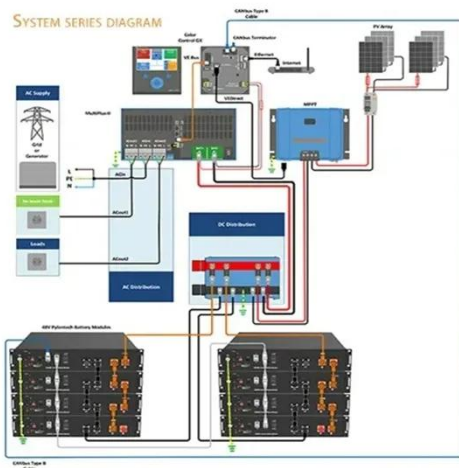 SYSTEM SERIES DIAGRAM
CANbus Type B
Cable
PV Array
Color
Control GX
CANbus Terminator
Ethernet
Internet
VE Bus
VE.Direct
AC Supply
MultiPlus-II
MPPT
Grid
or
Generator
L
PE
N
ACin
ACout1
Loads
ACout2
DC Distribution
AC Distribution
48V Pylontech Battery Modules
CANbus Type B